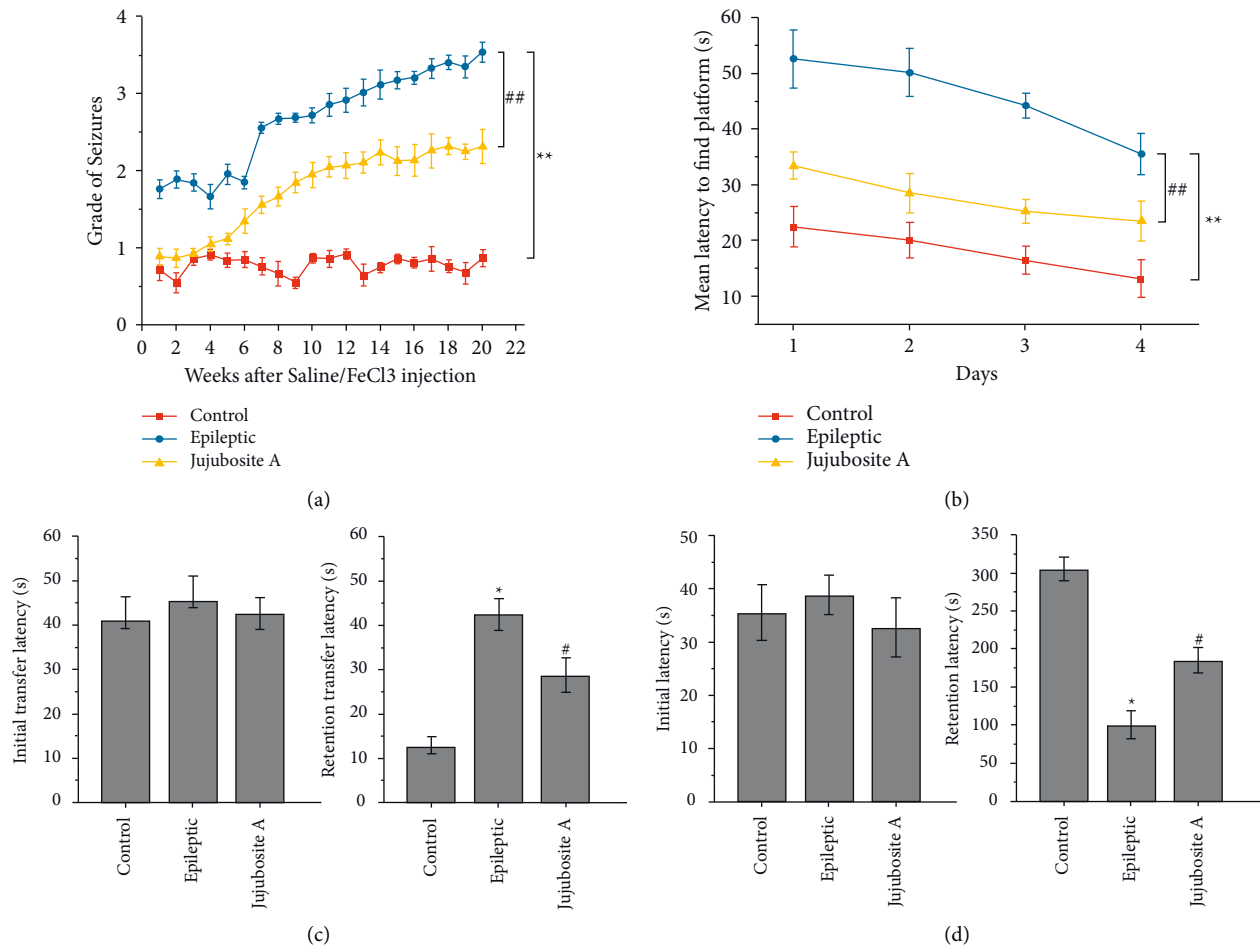 4
3
2
1
0
Grade of Seizures
0 2 4 6 8 10 12 14 16 18 20 22
Weeks after Saline/FeCl3 injection
##
**
Control
Epileptic
Jujubosite A
(a)
60
50
40
30
20
10
Mean latency to find platform (s)
1 2 3 4
Days
##
**
Control
Epileptic
Jujubosite A
(b)
60
50
40
30
20
10
0
Initial transfer latency (s)
Control
Epileptic
Jujubosite A
60
50
40
30
20
10
0
Retention transfer latency (s)
*
#
Control
Epileptic
Jujubosite A
(c)
50
40
30
20
10
0
Initial latency (s)
Control
Epileptic
Jujubosite A
350
300
250
200
150
100
50
0
Retention latency (s)
*
#
Control
Epileptic
Jujubosite A
(d)